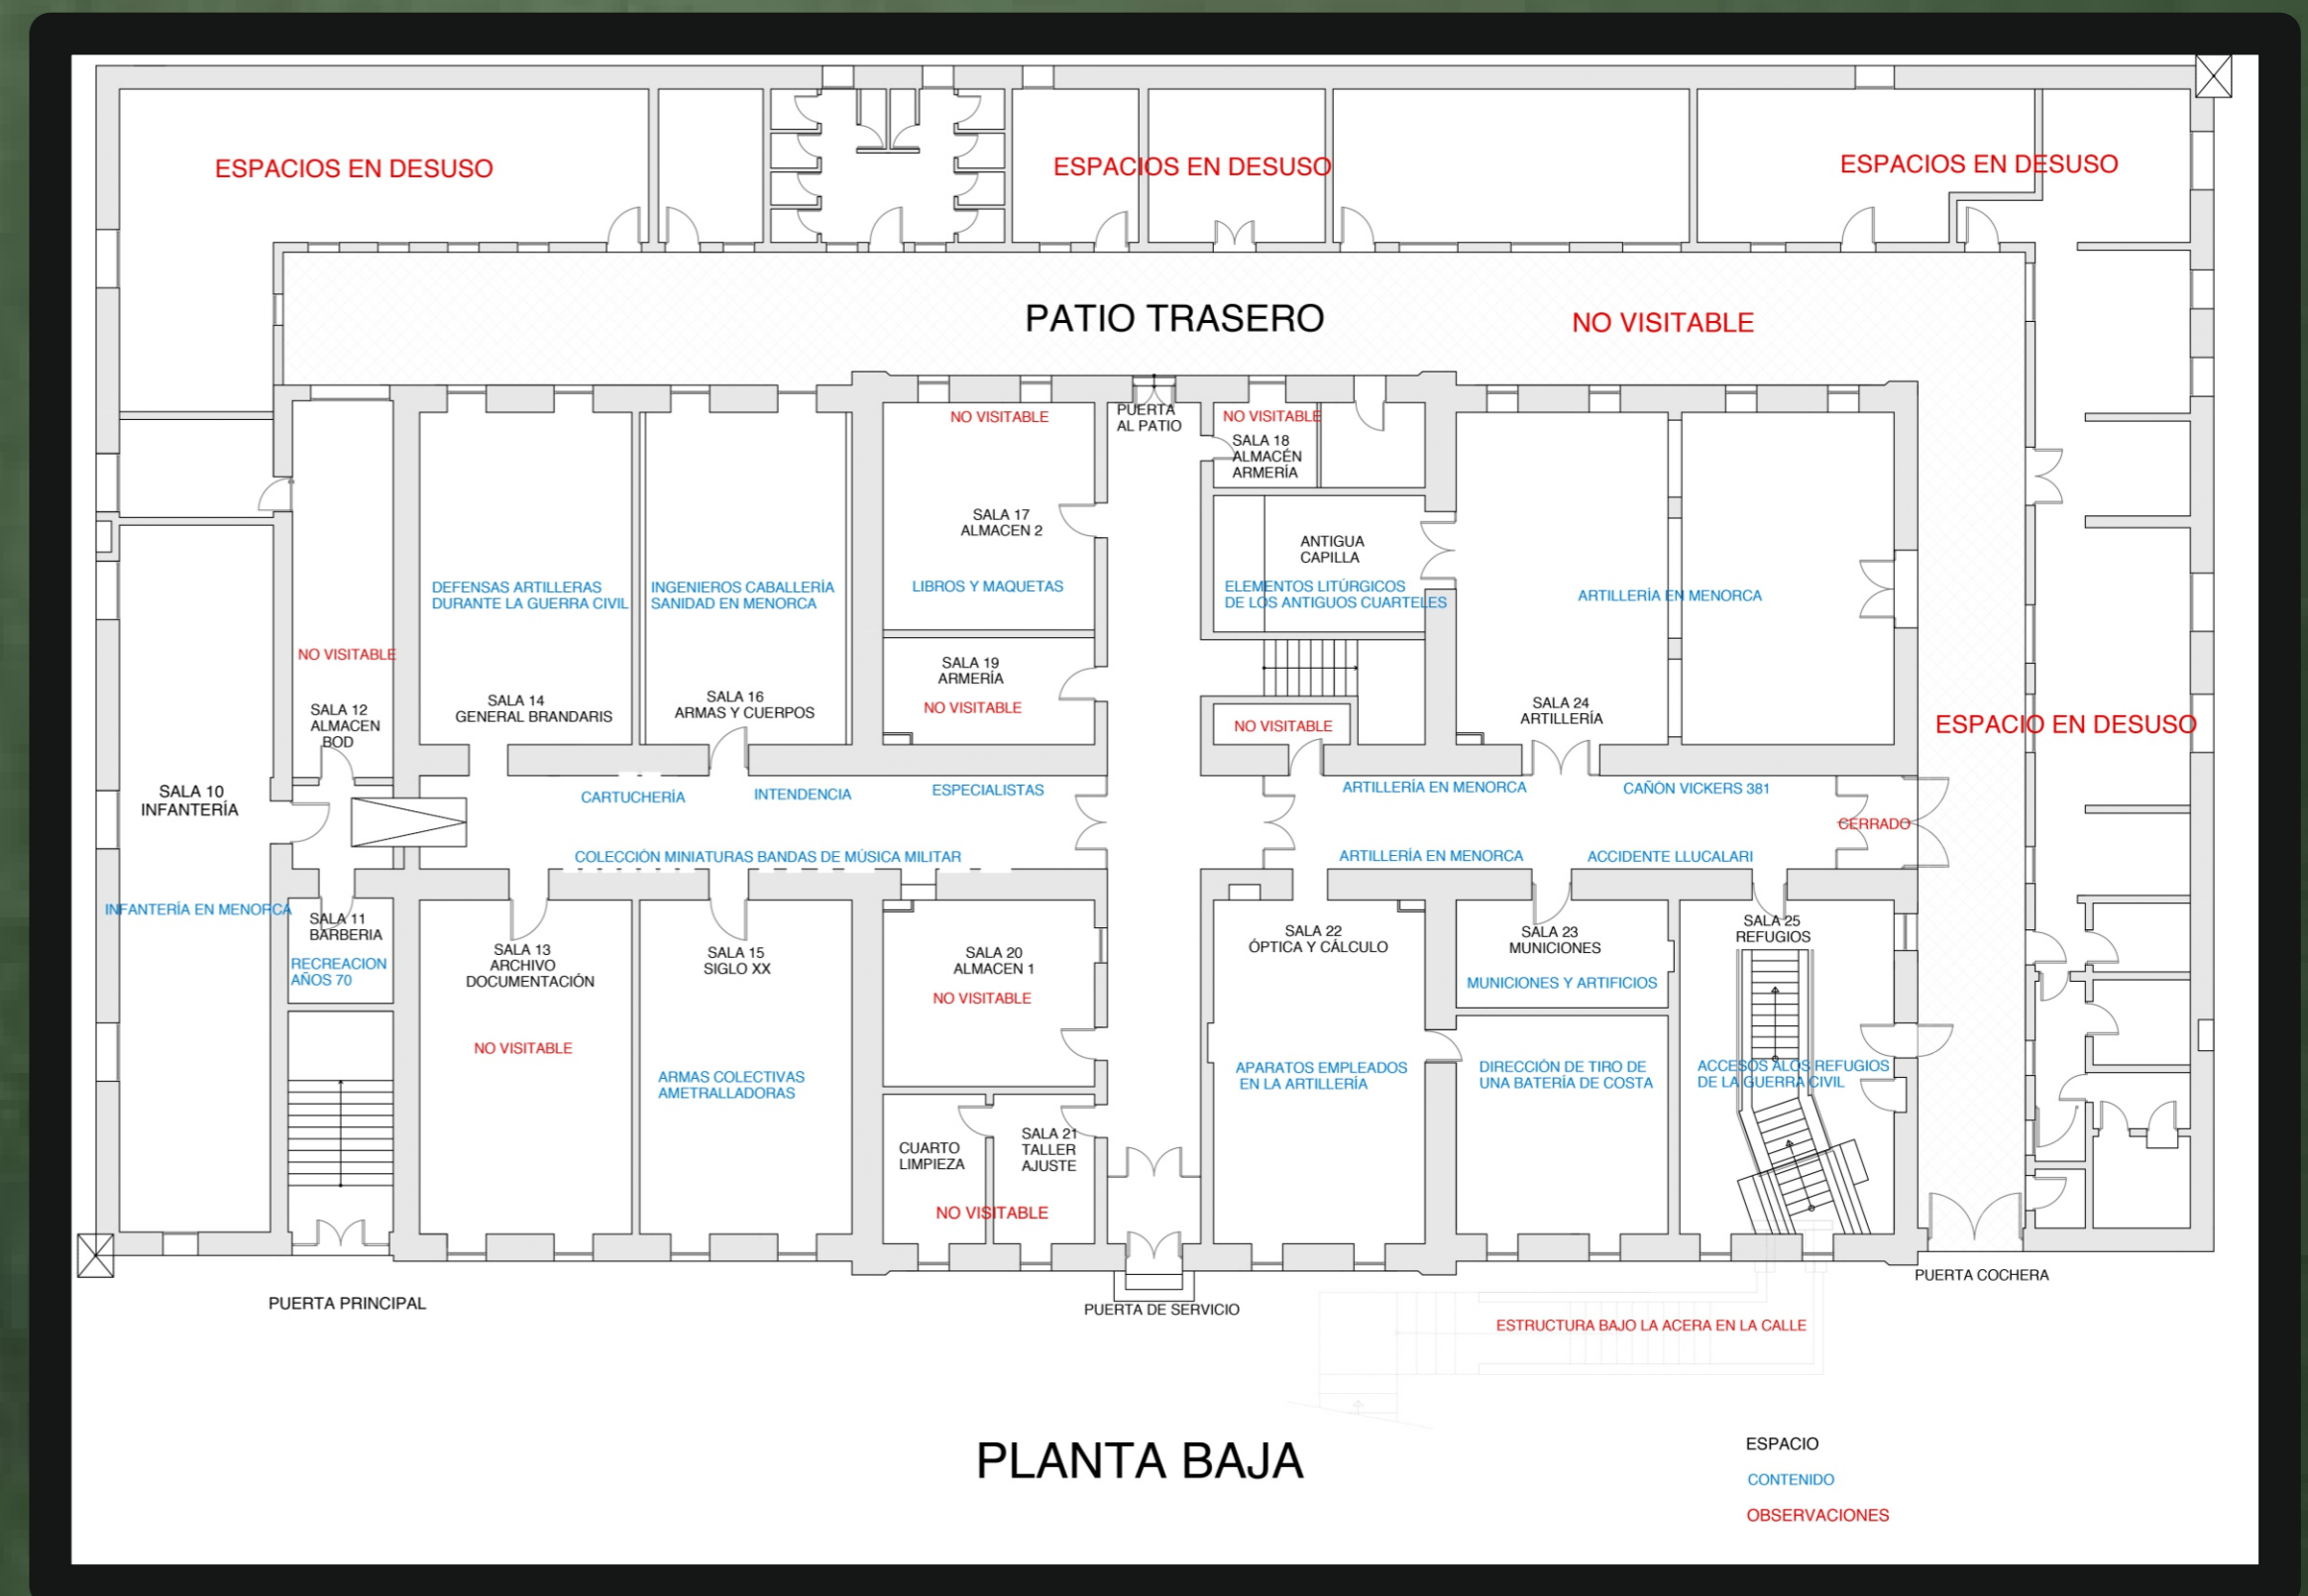 ESPACIOS EN DESUSO
ESPACIOS EN DESUSO
ESPACIOS EN DESUSO
PATIO TRASERO
NO VISITABLE
NO VISITABLE
PUERTA
AL PATIO
NO VISITABLE
SALA 18
ALMACÉN
ARMERÍA
SALA 17
ALMACEN 2
LIBROS Y MAQUETAS
ANTIGUA
CAPILLA
ELEMENTOS LITÚRGICOS
DE LOS ANTIGUOS CUARTELES
DEFENSAS ARTILLERAS
DURANTE LA GUERRA CIVIL
INGENIEROS CABALLERÍA
SANIDAD EN MENORCA
ARTILLERÍA EN MENORCA
NO VISITABLE
SALA 12
ALMACEN
BOD
SALA 14
GENERAL BRANDARIS
SALA 16
ARMAS Y CUERPOS
SALA 19
ARMERÍA
NO VISITABLE
NO VISITABLE
SALA 24
ARTILLERÍA
ESPACIO EN DESUSO
SALA 10
INFANTERÍA
CARTUCHERÍA
INTENDENCIA
ESPECIALISTAS
ARTILLERÍA EN MENORCA
CAÑÓN VICKERS 381
CERRADO
COLECCIÓN MINIATURAS BANDAS DE MÚSICA MILITAR
ARTILLERÍA EN MENORCA
ACCIDENTE LLUCALARI
INFANTERÍA EN MENORCA
SALA 11
BARBERIA
RECREACION
AÑOS 70
SALA 13
ARCHIVO
DOCUMENTACIÓN
NO VISITABLE
SALA 15
SIGLO XX
ARMAS COLECTIVAS
AMETRALLADORAS
SALA 20
ALMACEN 1
NO VISITABLE
SALA 22
ÓPTICA Y CÁLCULO
APARATOS EMPLEADOS
EN LA ARTILLERÍA
SALA 23
MUNICIONES
MUNICIONES Y ARTIFICIOS
DIRECCIÓN DE TIRO DE
UNA BATERÍA DE COSTA
SALA 25
REFUGIOS
ACCESOS ALOS REFUGIOS
DE LA GUERRA CIVIL
CUARTO
LIMPIEZA
SALA 21
TALLER
AJUSTE
NO VISITABLE
PUERTA PRINCIPAL
PUERTA DE SERVICIO
PUERTA COCHERA
ESTRUCTURA BAJO LA ACERA EN LA CALLE
PLANTA BAJA
ESPACIO
CONTENIDO
OBSERVACIONES